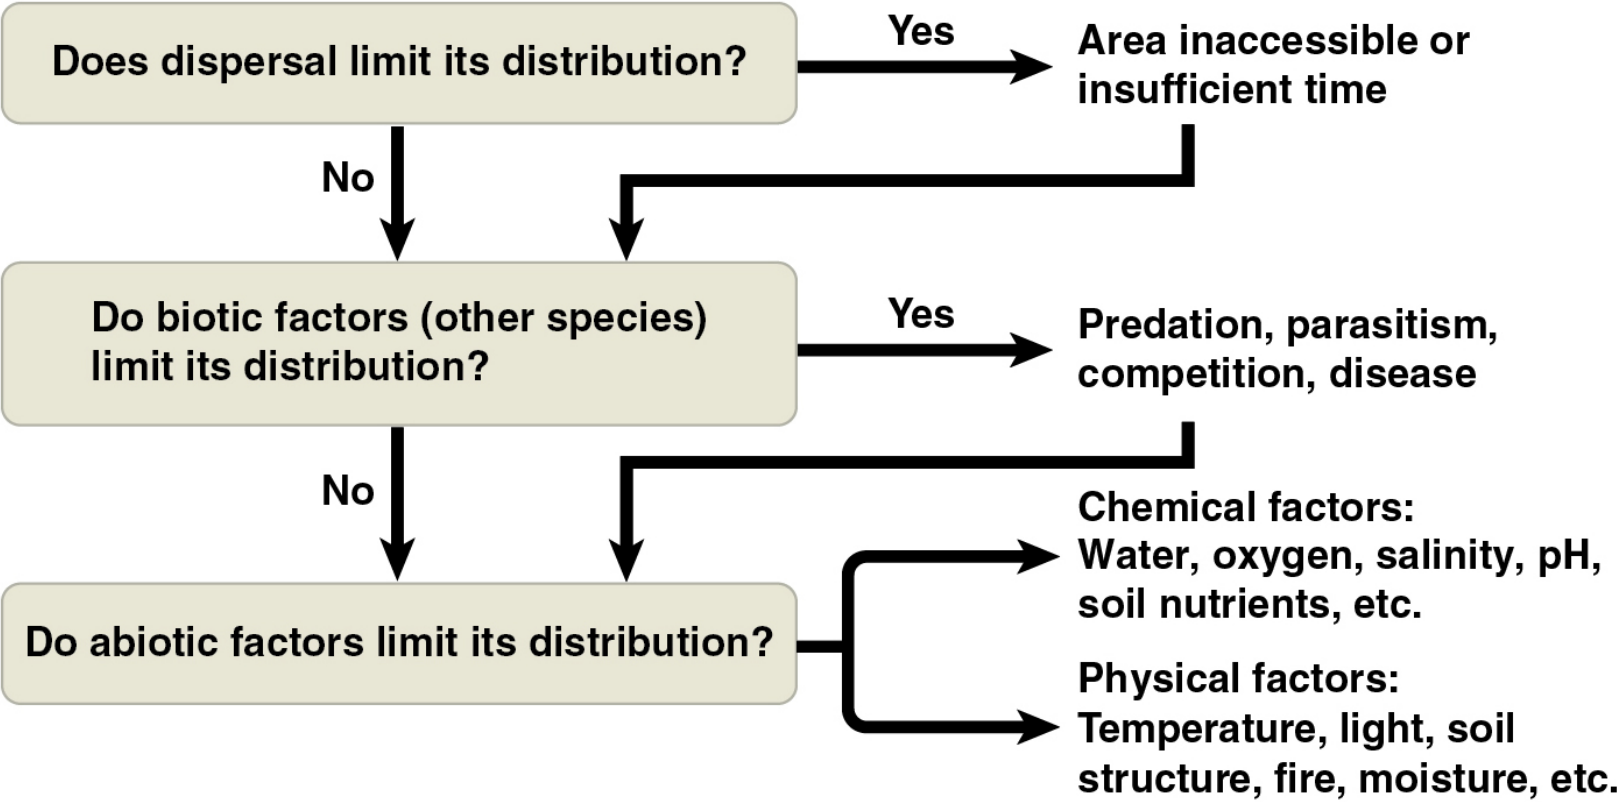 Does dispersal limit its distribution?
Yes
Area inaccessible or
insufficient time
No
Do biotic factors (other species)
limit its distribution?
Yes
Predation, parasitism,
competition, disease
No
Do abiotic factors limit its distribution?
Chemical factors:
Water, oxygen, salinity, pH,
soil nutrients, etc.
Physical factors:
Temperature, light, soil
structure, fire, moisture, etc.